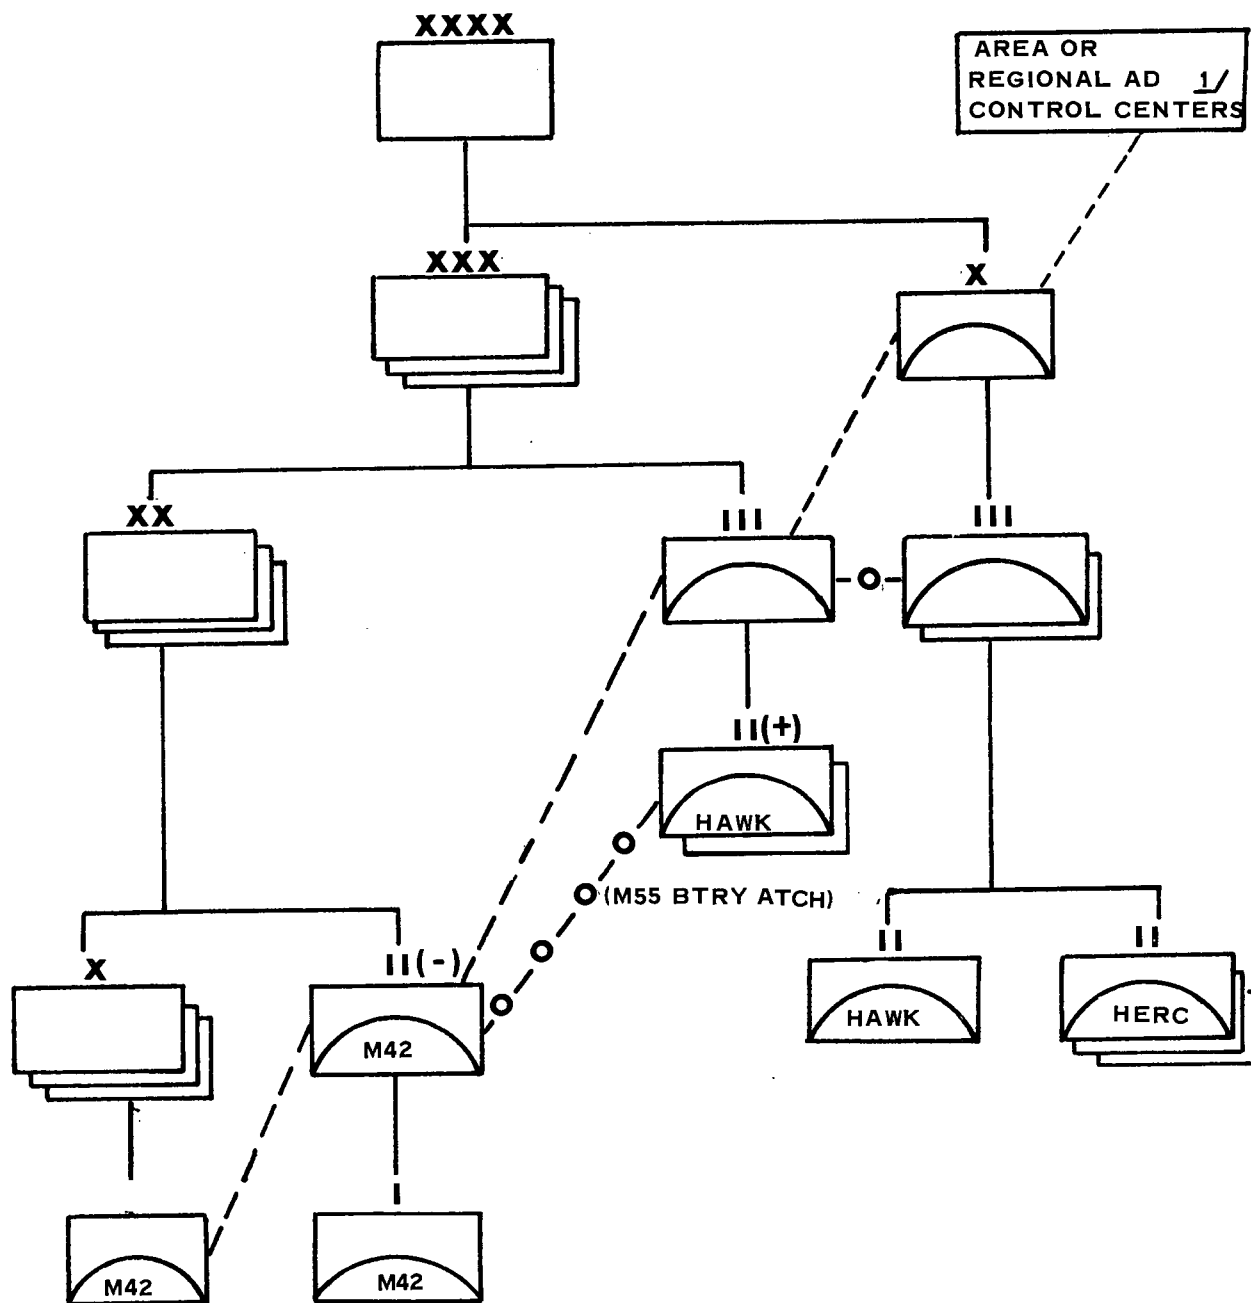 XXXX
AREA OR
REGIONAL AD 1/
CONTROL CENTERS
XXX
X
XX
III
III
II(+)
HAWK
(M55 BTRY ATCH)
X
II(-)
II
II
M42
HAWK
HERC
I
M42
M42